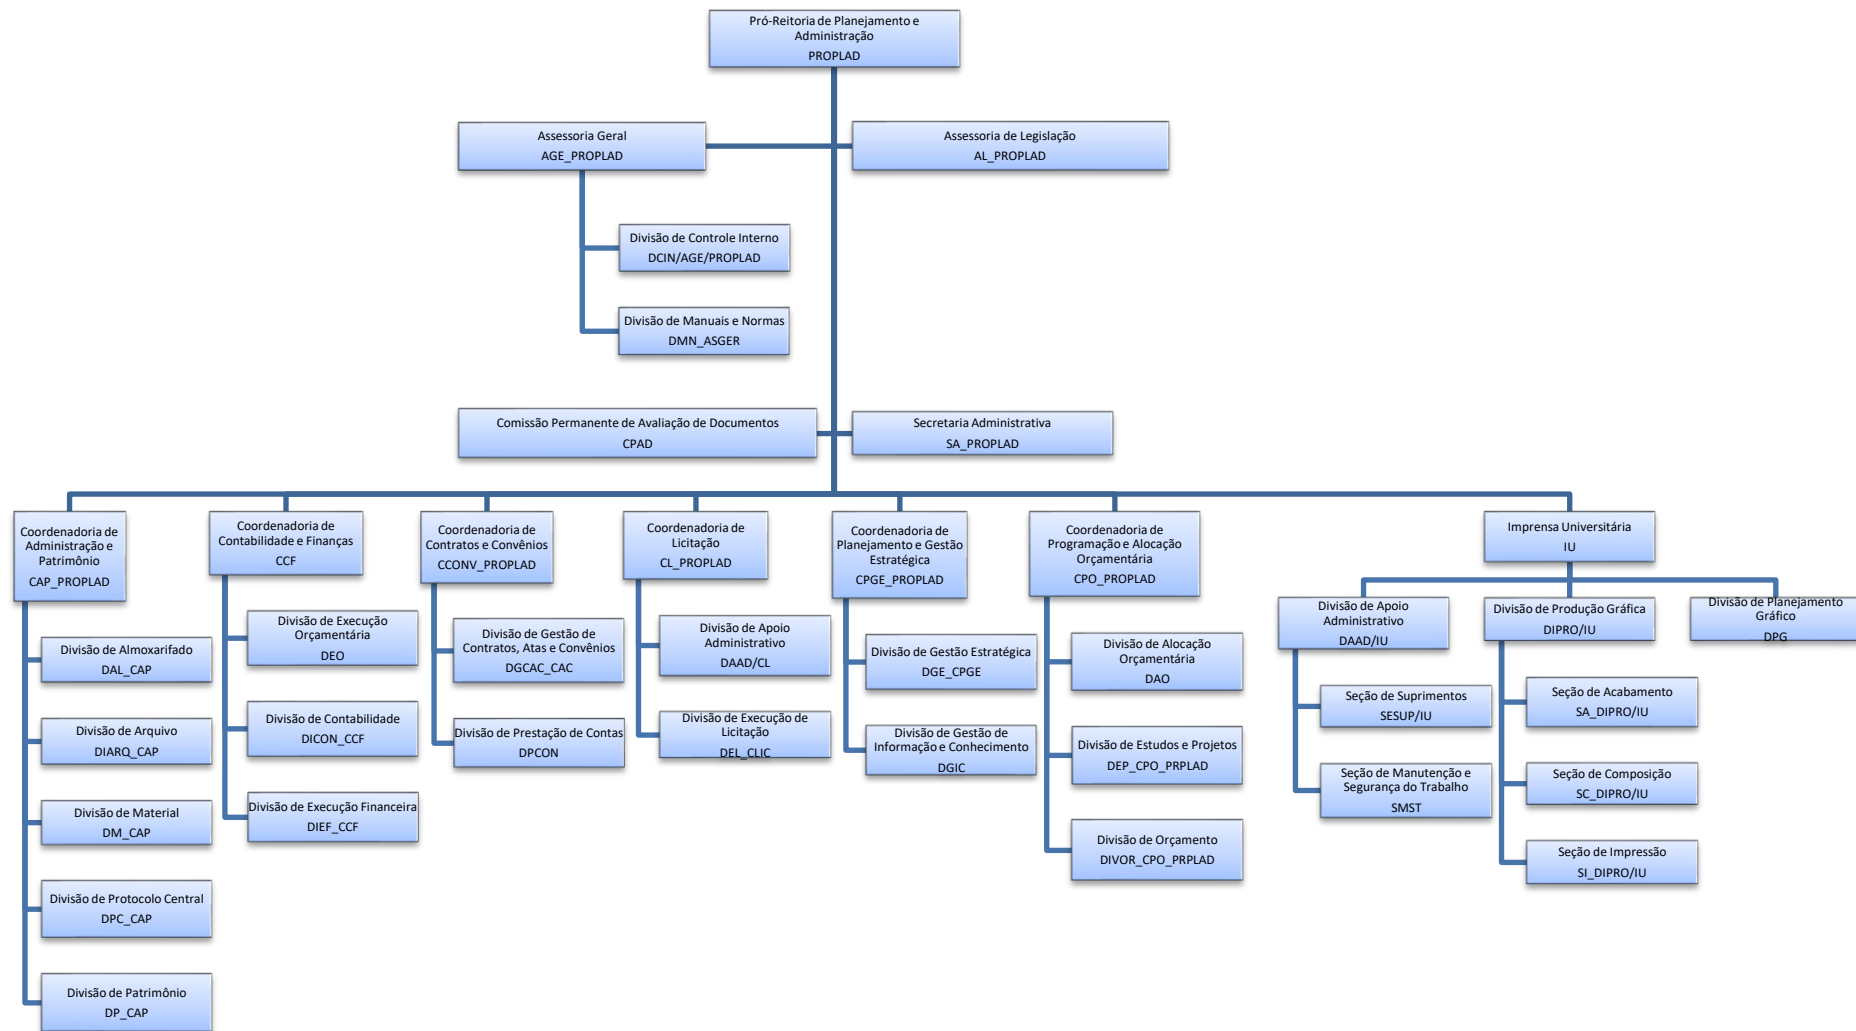 Pró-Reitoria de Planejamento e
Administração
PROPLAD
Assessoria Geral
AGE_PROPLAD
Assessoria de Legislação
AL_PROPLAD
Divisão de Controle Interno
DCIN/AGE/PROPLAD
Divisão de Manuais e Normas
DMN_ASGER
Comissão Permanente de Avaliação de Documentos
CPAD
Secretaria Administrativa
SA_PROPLAD
Coordenadoria de
Administração e
Patrimônio
CAP_PROPLAD
Divisão de Almoxarifado
DAL_CAP
Divisão de Arquivo
DIARQ_CAP
Divisão de Material
DM_CAP
Divisão de Protocolo Central
DPC_CAP
Divisão de Patrimônio
DP_CAP
Coordenadoria de
Contabilidade e Finanças
CCF
Divisão de Execução
Orçamentária
DEO
Divisão de Contabilidade
DICON_CCF
Divisão de Execução Financeira
DIEF_CCF
Coordenadoria de
Contratos e Convênios
CCONV_PROPLAD
Divisão de Gestão de
Contratos, Atas e Convênios
DGCAC_CAC
Divisão de Prestação de Contas
DPCON
Coordenadoria de
Licitação
CL_PROPLAD
Divisão de Apoio
Administrativo
DAAD/CL
Divisão de Execução de
Licitação
DEL_CLIC
Coordenadoria de
Planejamento e Gestão
Estratégica
CPGE_PROPLAD
Divisão de Gestão Estratégica
DGE_CPGE
Divisão de Gestão de
Informação e Conhecimento
DGIC
Coordenadoria de
Programação e Alocação
Orçamentária
CPO_PROPLAD
Divisão de Alocação
Orçamentária
DAO
Divisão de Estudos e Projetos
DEP_CPO_PRPLAD
Divisão de Orçamento
DIVOR_CPO_PRPLAD
Imprensa Universitária
IU
Divisão de Apoio
Administrativo
DAAD/IU
Seção de Suprimentos
SESUP/IU
Seção de Manutenção e
Segurança do Trabalho
SMST
Divisão de Produção Gráfica
DIPRO/IU
Seção de Acabamento
SA_DIPRO/IU
Seção de Composição
SC_DIPRO/IU
Seção de Impressão
SI_DIPRO/IU
Divisão de Planejamento
Gráfico
DPG